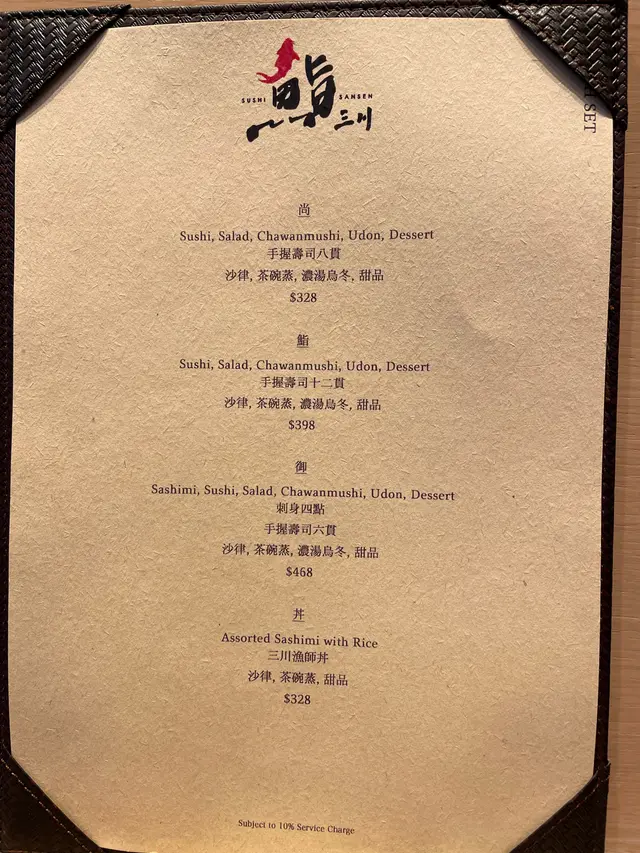 SUSHI 鮨 SANSEN
三川
SET
尚
Sushi, Salad, Chawanmushi, Udon, Dessert
手握壽司八貫
沙律, 茶碗蒸, 濃湯烏冬, 甜品
$328
鮨
Sushi, Salad, Chawanmushi, Udon, Dessert
手握壽司十二貫
沙律, 茶碗蒸, 濃湯烏冬, 甜品
$398
御
Sashimi, Sushi, Salad, Chawanmushi, Udon, Dessert
刺身四點
手握壽司六貫
沙律, 茶碗蒸, 濃湯烏冬, 甜品
$468
丼
Assorted Sashimi with Rice
三川漁師丼
沙律, 茶碗蒸, 甜品
$328
Subject to 10% Service Charge